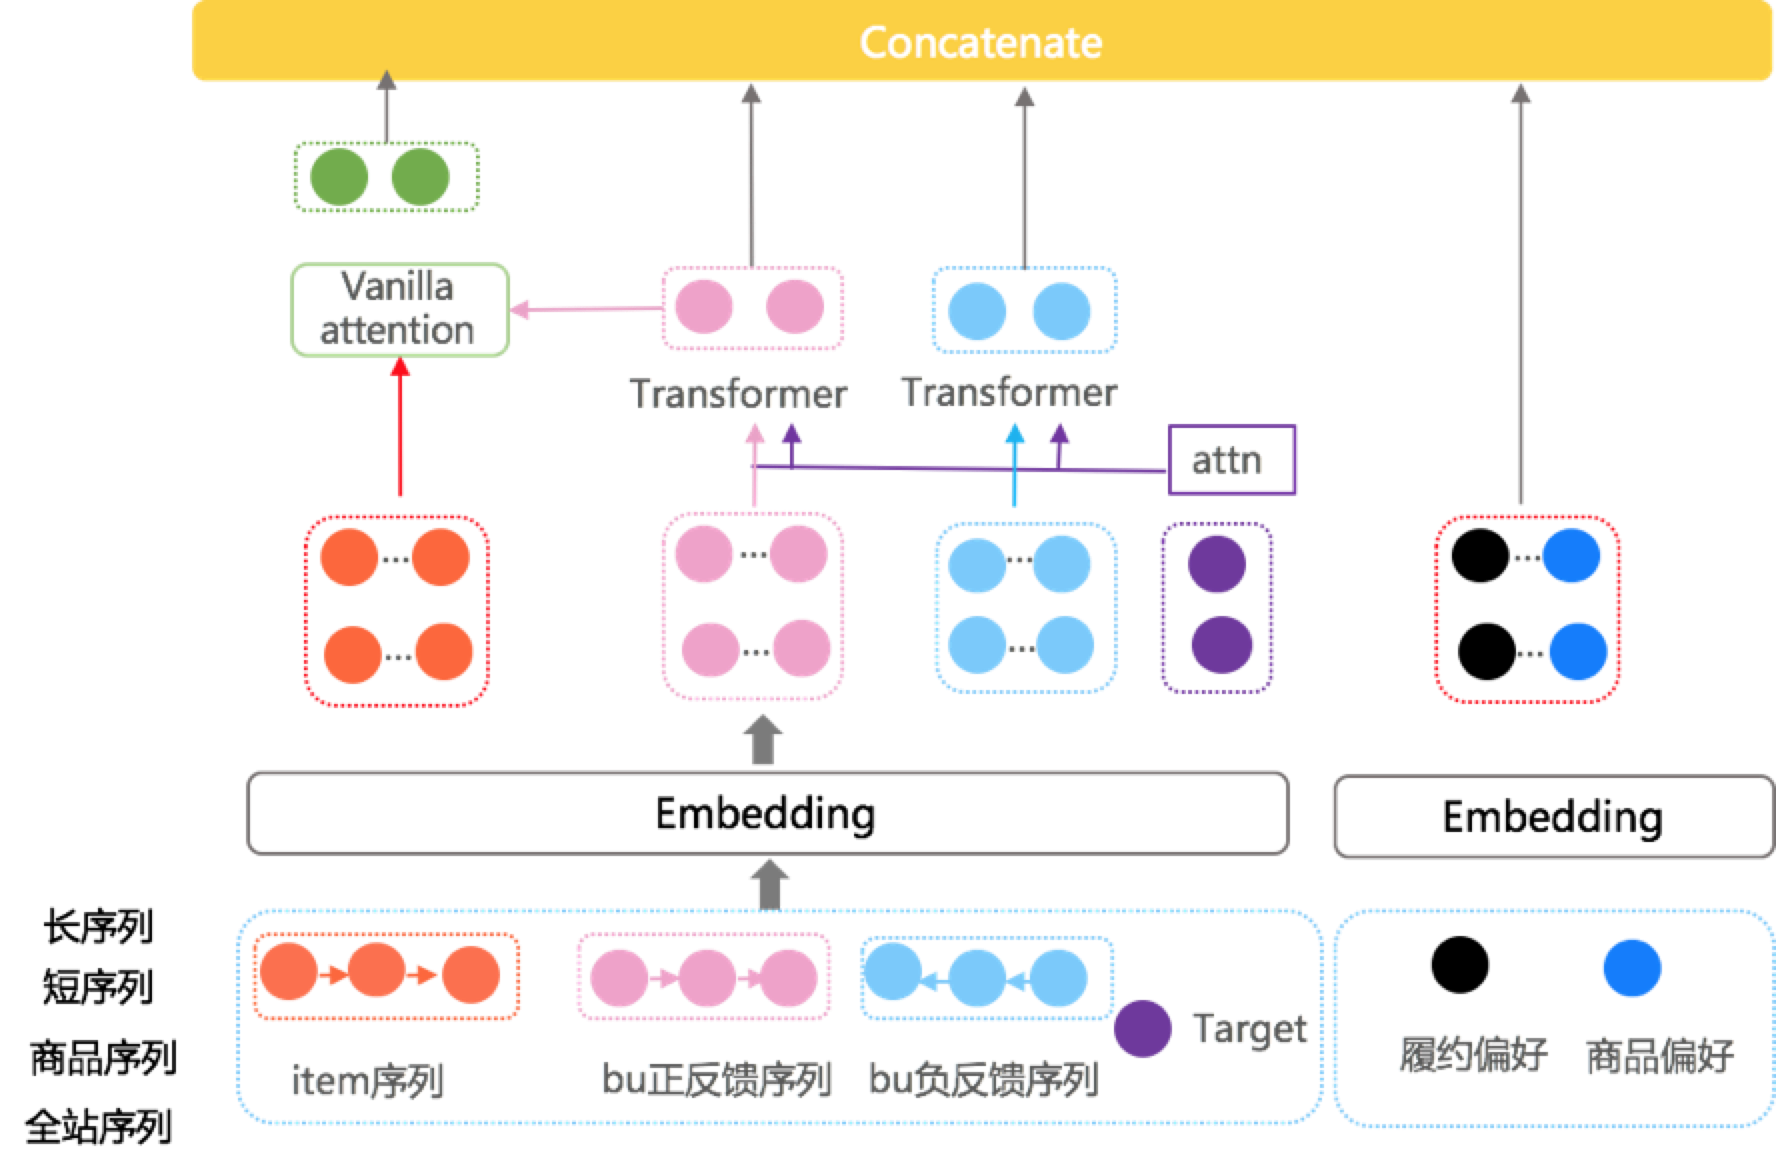 Concatenate
Vanilla
attention
Transformer
Transformer
attn
Embedding
Embedding
长序列
短序列
商品序列
全站序列
item序列
bu正反馈序列
bu负反馈序列
Target
履约偏好
商品偏好